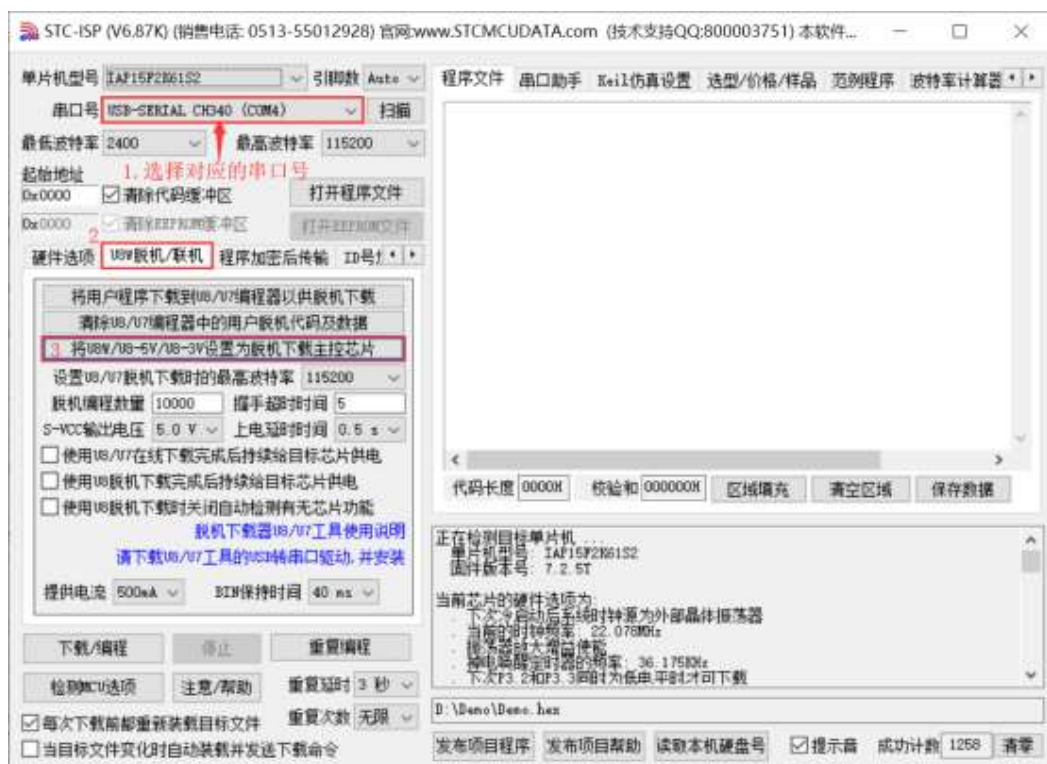 STC-ISP (V6.87K) (销售电话: 0513-55012928) 官网:www.STCMCUDATA.com (技术支持QQ:800003751) 本软件...
单片机型号 IAP15F2K61S2 引脚数 Auto
串口号 USB-SERIAL CH340 (COM4) 扫描
最低波特率 2400 最高波特率 115200
1. 选择对应的串口号
起始地址
0x0000 清除代码缓冲区 打开程序文件
0x0000 清除EEPROM缓冲区 打开EEPROM文件
2
硬件选项 U8W脱机/联机 程序加密后传输 ID号
将用户程序下载到U8/U7编程器以供脱机下载
清除U8/U7编程器中的用户脱机代码及数据
3 将U8W/U8-5V/U8-3V设置为脱机下载主控芯片
设置U8/U7脱机下载时的最高波特率 115200
脱机编程数量 10000 握手超时时间 5
S-VCC输出电压 5.0 V 上电延时时间 0.5 s
使用U8/U7在线下载完成后持续给目标芯片供电
使用U8脱机下载完成后持续给目标芯片供电
使用U8脱机下载时关闭自动检测有无芯片功能
脱机下载器U8/U7工具使用说明
请下载U8/U7工具的USB转串口驱动,并安装
提供电流 500mA BIN保持时间 40 ms
下载/编程 停止 重复编程
检测MCU选项 注意/帮助 重复延时 3 秒
每次下载前都重新装载目标文件 重复次数 无限
当目标文件变化时自动装载并发送下载命令
程序文件 串口助手 Keil仿真设置 选型/价格/样品 范例程序 波特率计算器
代码长度 0000H 校验和 000000H 区域填充 清空区域 保存数据
正在检测目标单片机 ...
单片机型号: IAP15F2K61S2
固件版本号: 7.2.5T
当前芯片的硬件选项为:
. 下次冷启动后系统时钟源为外部晶体振荡器
. 当前的时钟频率: 22.078MHz
. 振荡器放大增益使能
. 掉电唤醒定时器的频率: 36.175KHz
. 下次P3.2和P3.3同时为低电平时才可下载
D:\Demo\Demo.hex
发布项目程序 发布项目帮助 读取本机硬盘号 提示音 成功计数 1258 清零